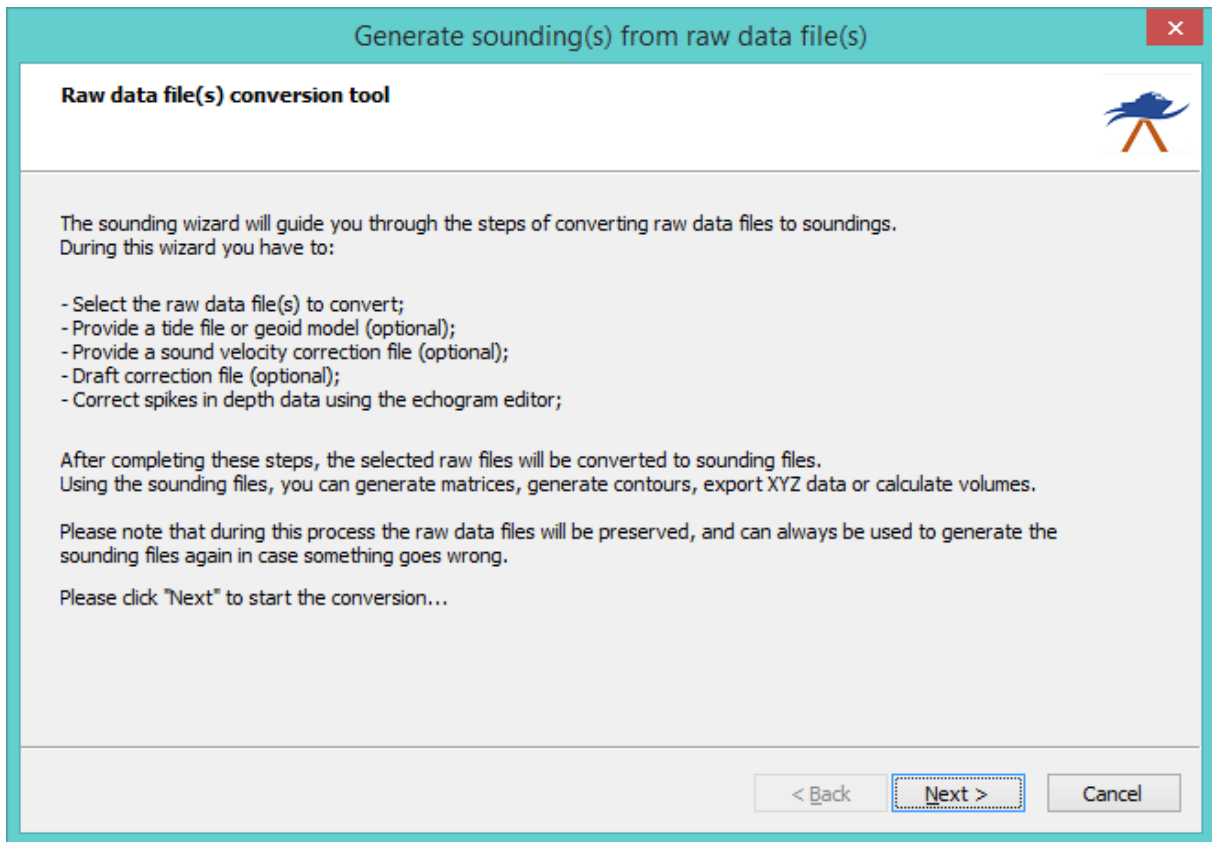 Generate sounding(s) from raw data file(s)
Raw data file(s) conversion tool
The sounding wizard will guide you through the steps of converting raw data files to soundings.
During this wizard you have to:
- Select the raw data file(s) to convert;
- Provide a tide file or geoid model (optional);
- Provide a sound velocity correction file (optional);
- Draft correction file (optional);
- Correct spikes in depth data using the echogram editor;
After completing these steps, the selected raw files will be converted to sounding files.
Using the sounding files, you can generate matrices, generate contours, export XYZ data or calculate volumes.
Please note that during this process the raw data files will be preserved, and can always be used to generate the
sounding files again in case something goes wrong.
Please click "Next" to start the conversion...
< Back Next > Cancel